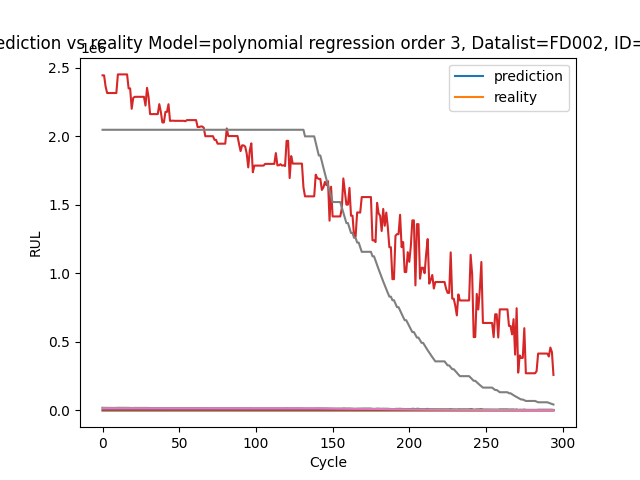 ediction vs reality Model=polynomial regression order 3, Datalist=FD002, ID=
1e6
2.5
2.0
1.5
1.0
0.5
0.0
RUL
0 50 100 150 200 250 300
Cycle
prediction
reality